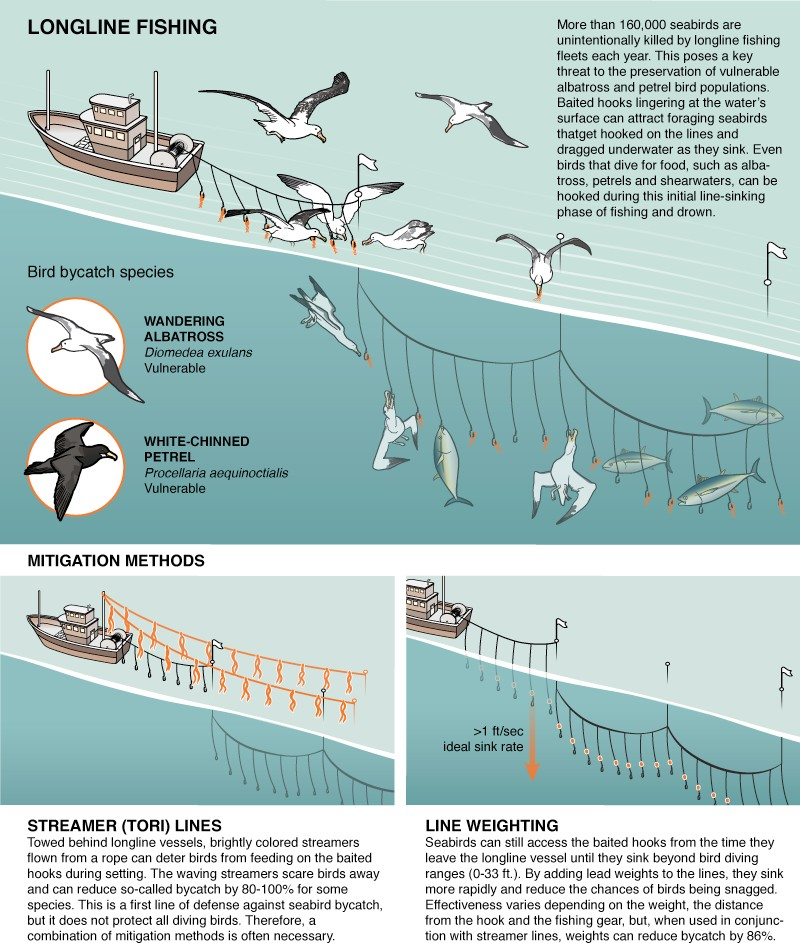 LONGLINE FISHING
More than 160,000 seabirds are
unintentionally killed by longline fishing
fleets each year. This poses a key
threat to the preservation of vulnerable
albatross and petrel bird populations.
Baited hooks lingering at the water's
surface can attract foraging seabirds
thatget hooked on the lines and
dragged underwater as they sink. Even
birds that dive for food, such as alba-
tross, petrels and shearwaters, can be
hooked during this initial line-sinking
phase of fishing and drown.
Bird bycatch species
WANDERING
ALBATROSS
Diomedea exulans
Vulnerable
WHITE-CHINNED
PETREL
Procellaria aequinoctialis
Vulnerable
MITIGATION METHODS
>1 ft/sec
ideal sink rate
STREAMER (TORI) LINES
Towed behind longline vessels, brightly colored streamers
flown from a rope can deter birds from feeding on the baited
hooks during setting. The waving streamers scare birds away
and can reduce so-called bycatch by 80-100% for some
species. This is a first line of defense against seabird bycatch,
but it does not protect all diving birds. Therefore, a
combination of mitigation methods is often necessary.
LINE WEIGHTING
Seabirds can still access the baited hooks from the time they
leave the longline vessel until they sink beyond bird diving
ranges (0-33 ft.). By adding lead weights to the lines, they sink
more rapidly and reduce the chances of birds being snagged.
Effectiveness varies depending on the weight, the distance
from the hook and the fishing gear, but, when used in conjunc-
tion with streamer lines, weights can reduce bycatch by 86%.